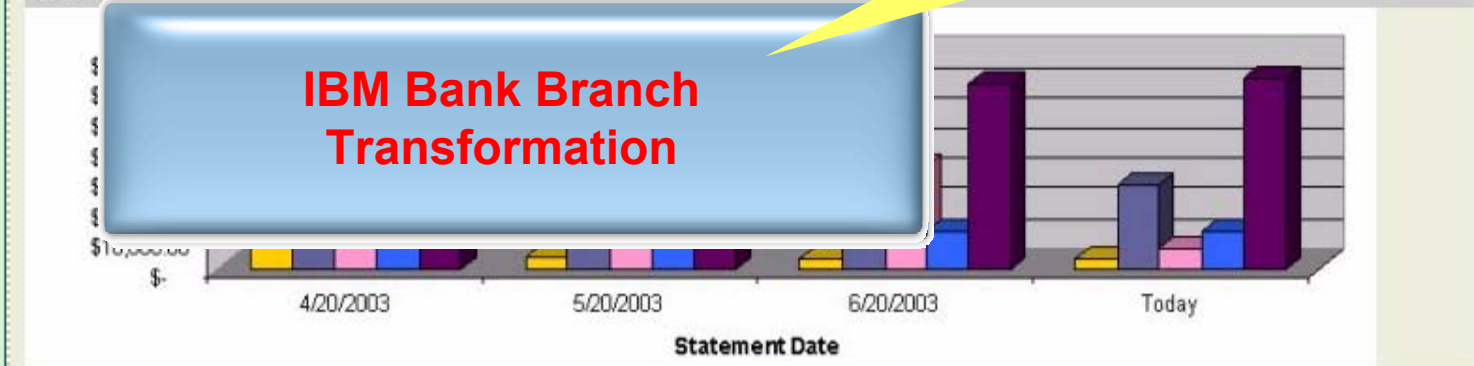 IBM Bank Branch
Transformation
$
$
$
$
$
$
$-
4/20/2003
5/20/2003
6/20/2003
Today
Statement Date